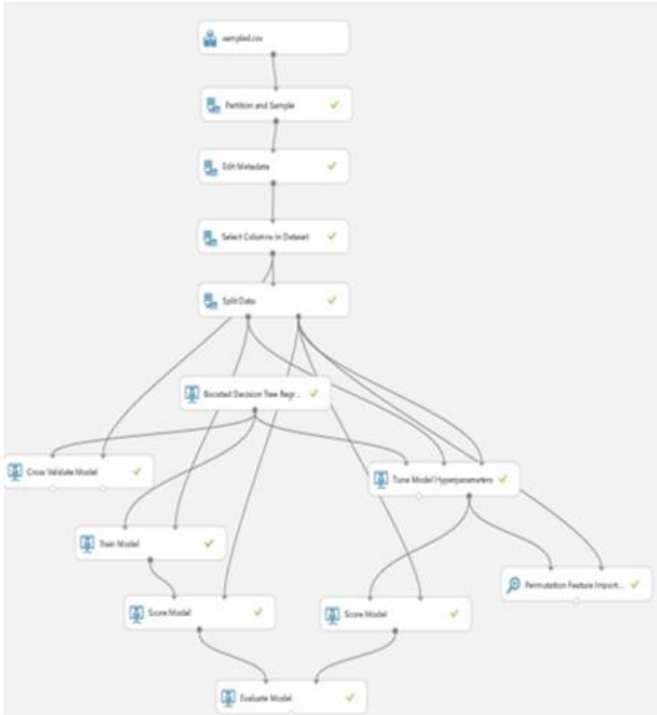 sampled.csv
Partition and Sample
Edit Metadata
Select Columns in Dataset
Split Data
Boosted Decision Tree Regr...
Cross Validate Model
Tune Model Hyperparameters
Train Model
Permutation Feature Import...
Score Model
Score Model
Evaluate Model